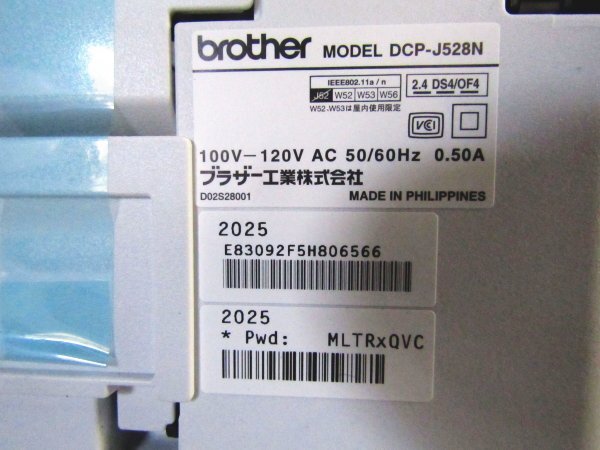 brother MODEL DCP-J528N
IEEE802.11a / n
J52 W52 W53 W56
2.4 DS4/OF4
W52・W53は屋内使用限定
VCI
100V－120V AC 50/60Hz 0.50A
ブラザー工業株式会社
D02S28001 MADE IN PHILIPPINES
2025
E83092F5H806566
2025
* Pwd: MLTRxQVC